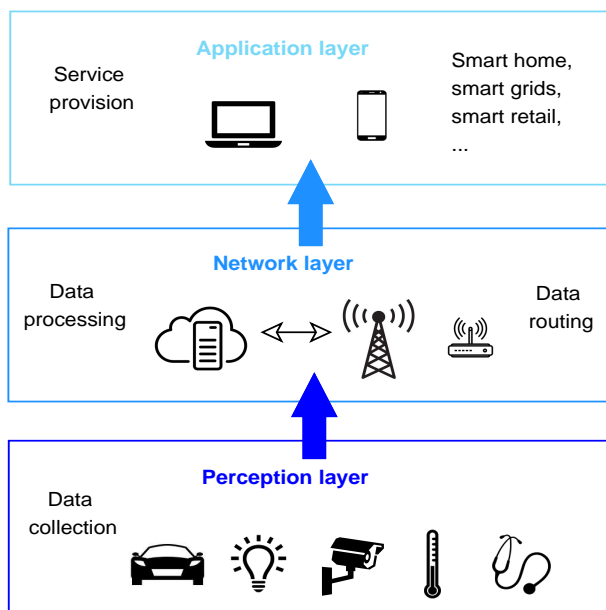 Application layer
Service
provision
Smart home,
smart grids,
smart retail,
...
Network layer
Data
processing
Data
routing
Perception layer
Data
collection